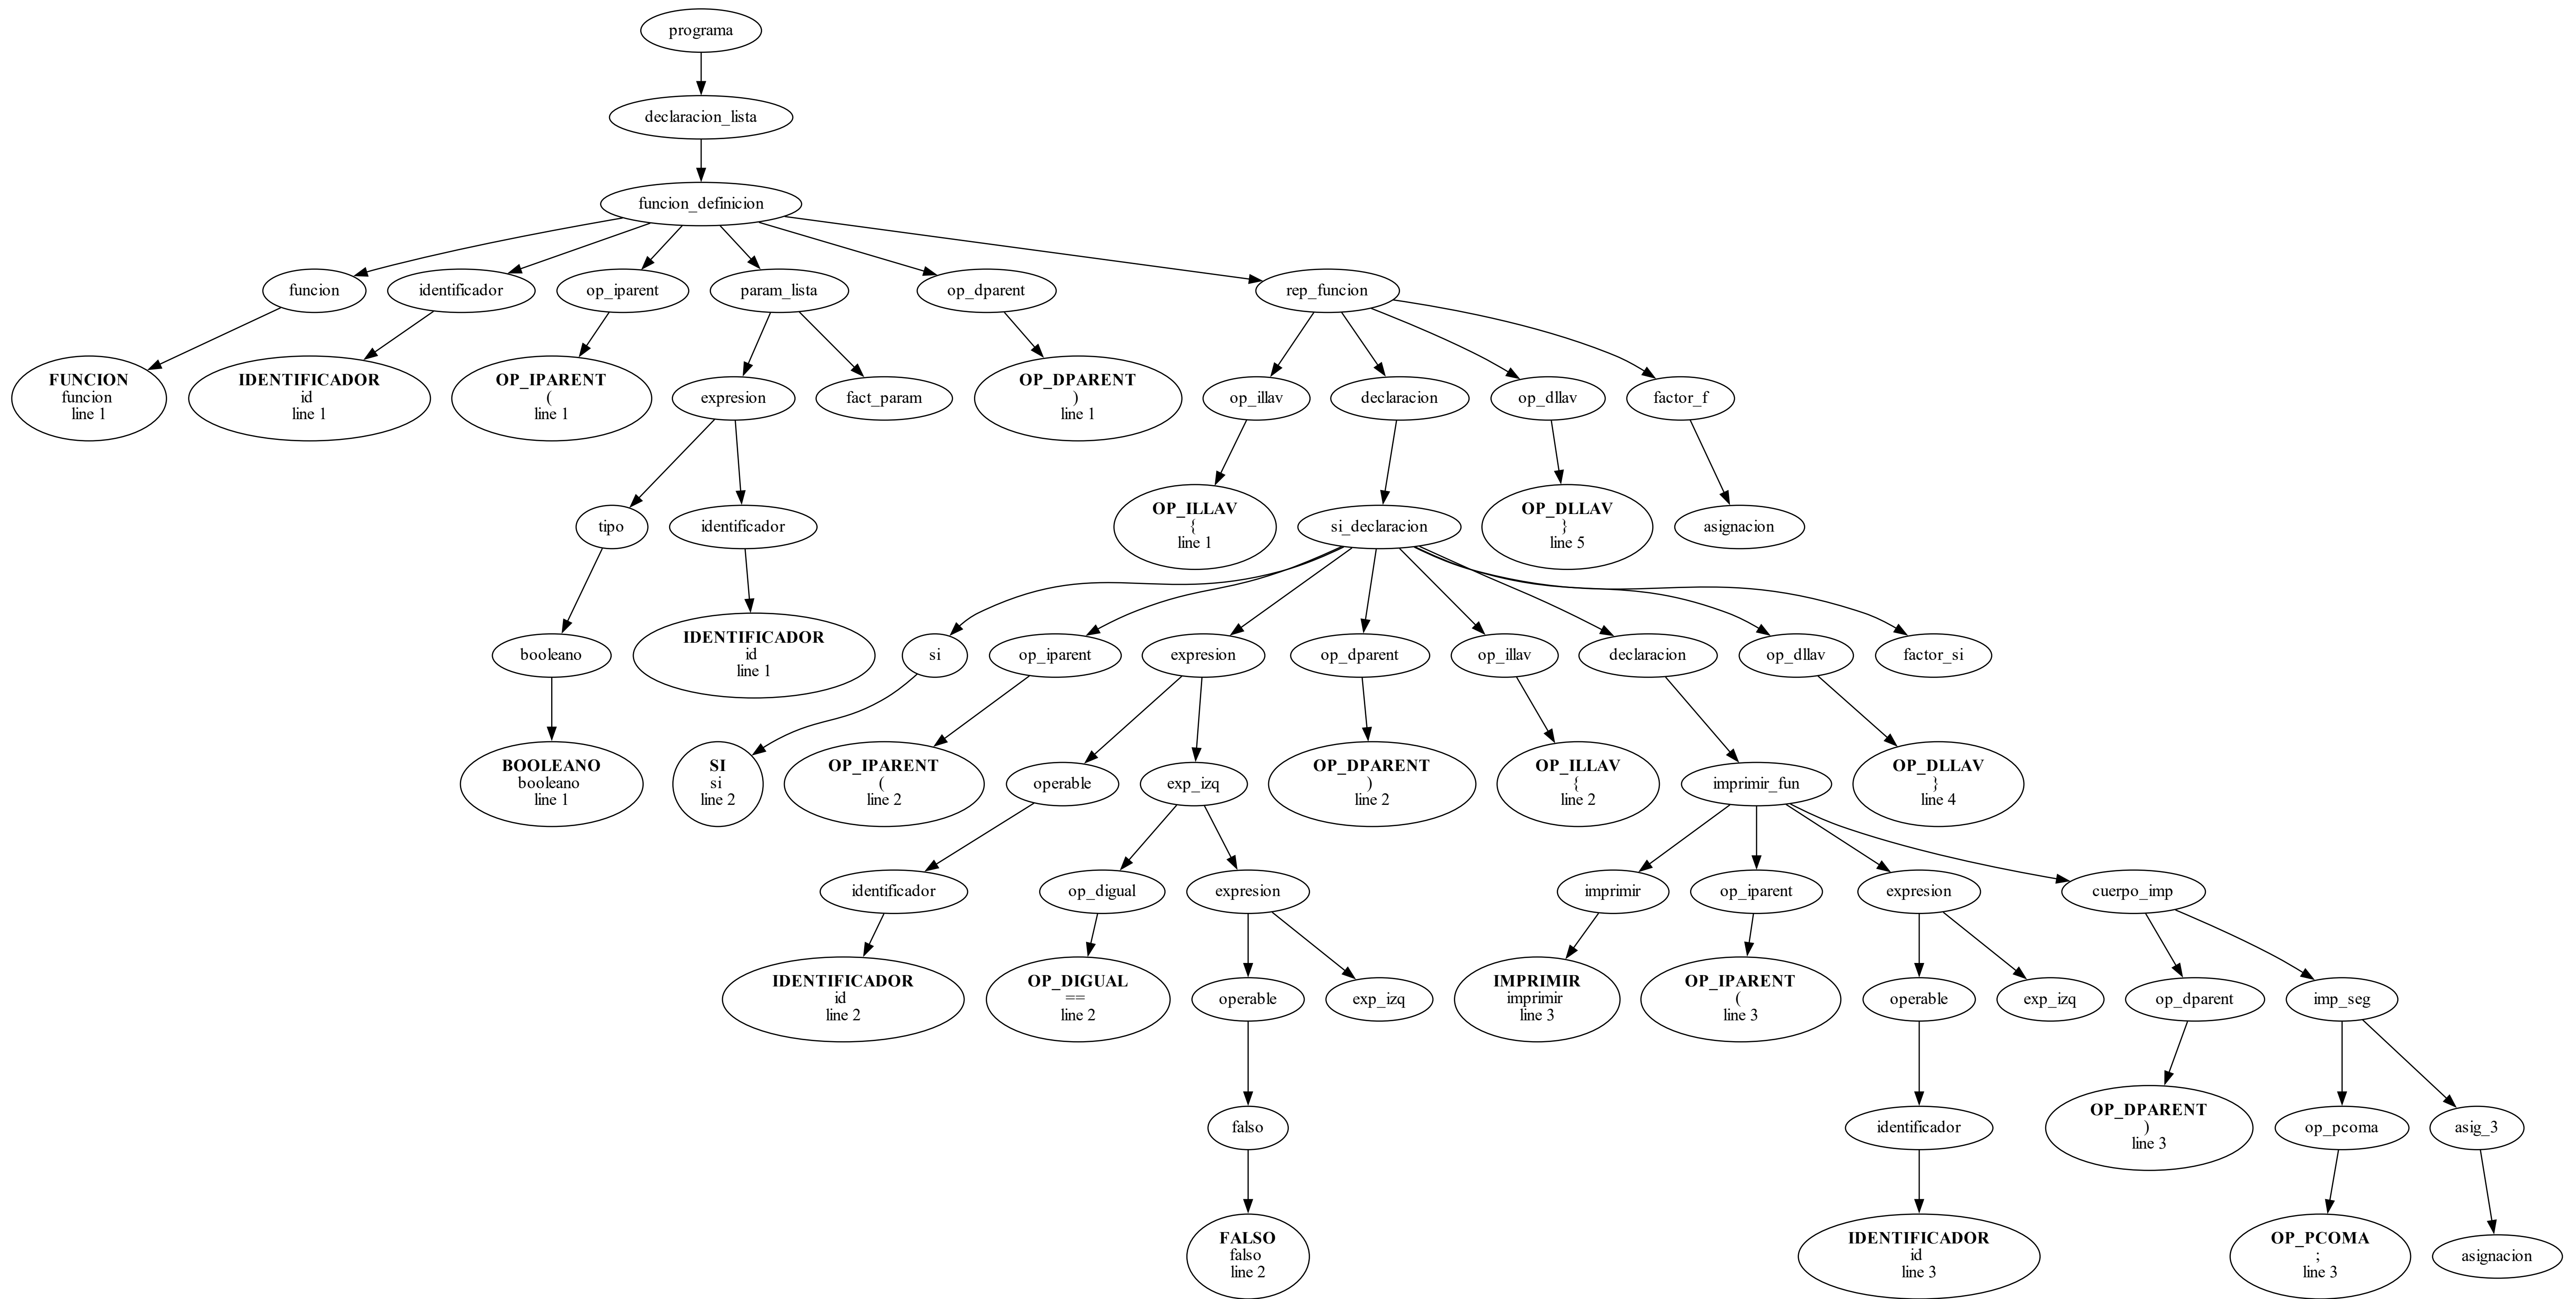 programa
declaracion_lista
funcion_definicion
funcion
identificador
op_iparent
param_lista
op_dparent
rep_funcion
FUNCION
funcion
line 1
IDENTIFICADOR
id
line 1
OP_IPARENT
(
line 1
expresion
fact_param
OP_DPARENT
)
line 1
op_illav
declaracion
op_dllav
factor_f
tipo
identificador
OP_ILLAV
{
line 1
si_declaracion
OP_DLLAV
}
line 5
asignacion
booleano
IDENTIFICADOR
id
line 1
si
op_iparent
expresion
op_dparent
op_illav
declaracion
op_dllav
factor_si
BOOLEANO
booleano
line 1
SI
si
line 2
OP_IPARENT
(
line 2
operable
exp_izq
OP_DPARENT
)
line 2
OP_ILLAV
{
line 2
imprimir_fun
OP_DLLAV
}
line 4
identificador
op_digual
expresion
imprimir
op_iparent
expresion
cuerpo_imp
IDENTIFICADOR
id
line 2
OP_DIGUAL
==
line 2
operable
exp_izq
IMPRIMIR
imprimir
line 3
OP_IPARENT
(
line 3
operable
exp_izq
op_dparent
imp_seg
falso
identificador
OP_DPARENT
)
line 3
op_pcoma
asig_3
FALSO
falso
line 2
IDENTIFICADOR
id
line 3
OP_PCOMA
;
line 3
asignacion